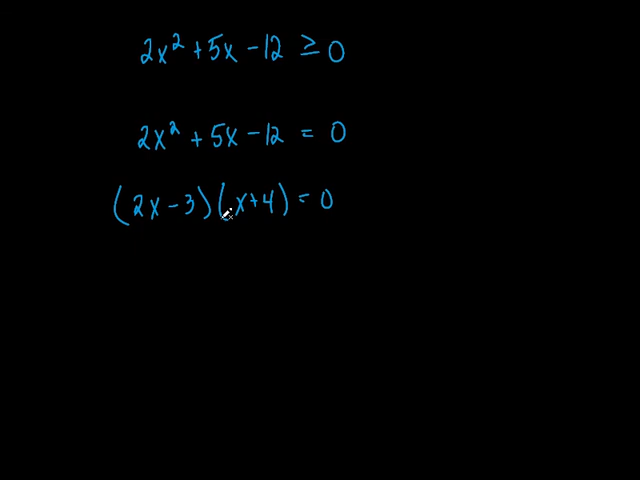 2x² + 5x - 12 ≥ 0
2x² + 5x - 12 = 0
(2x - 3)(x + 4) = 0